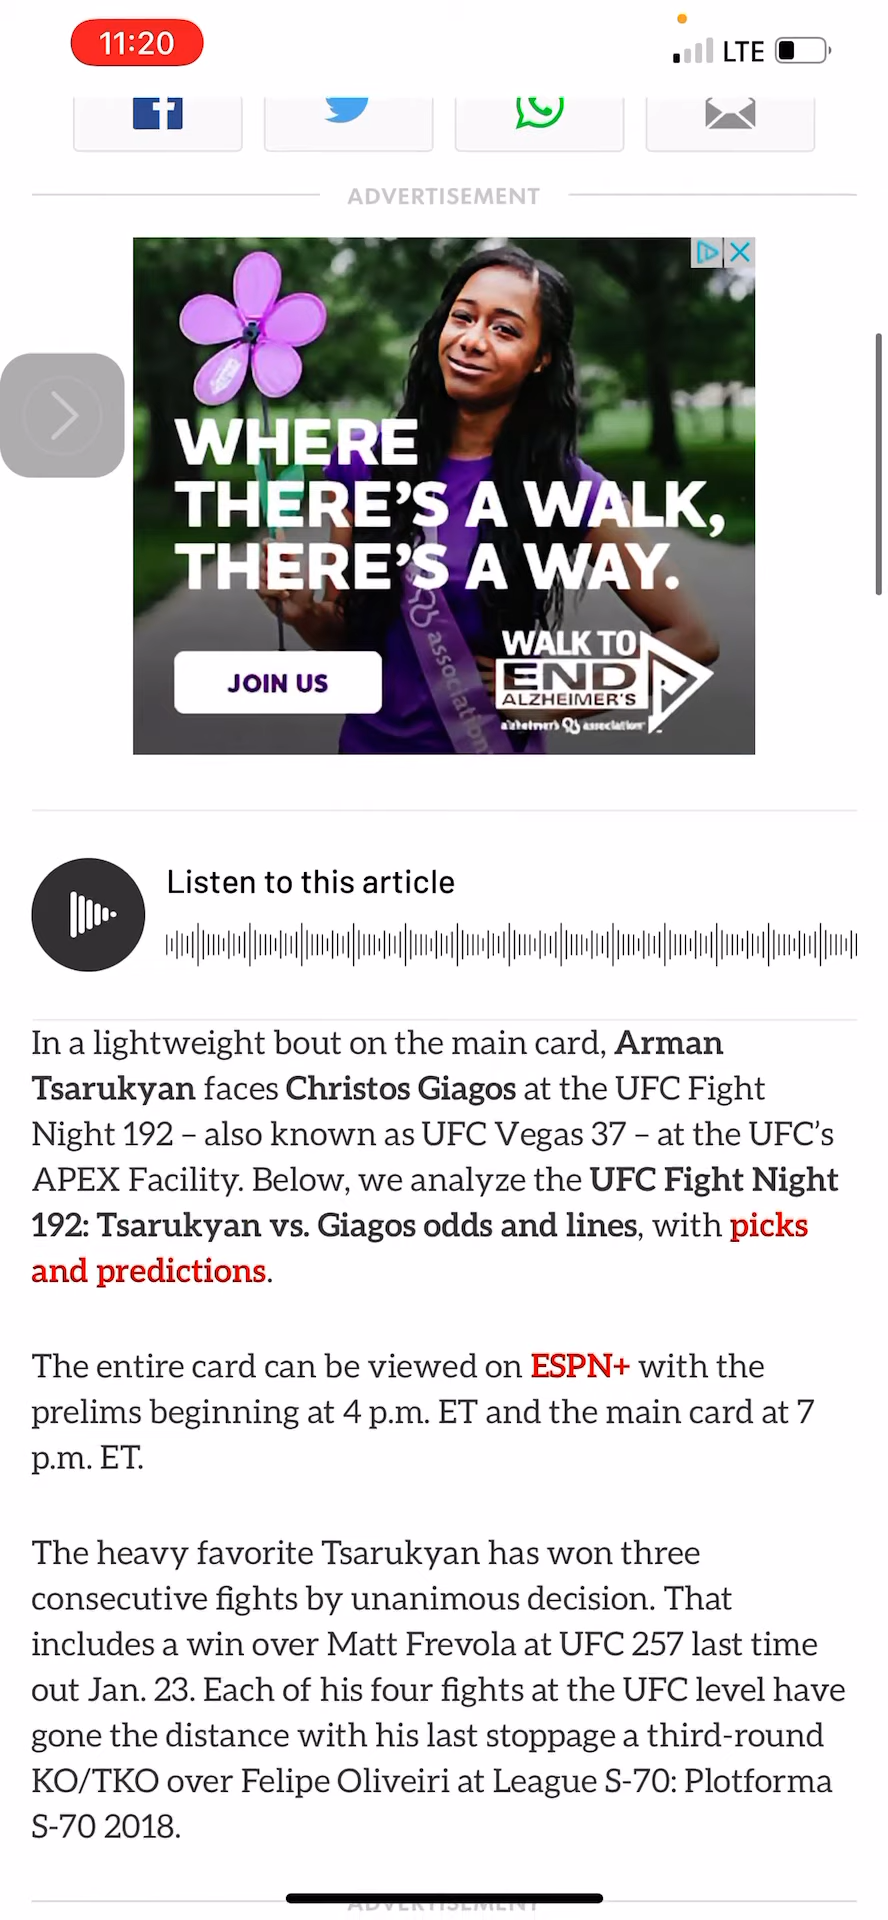 11:20
LTE
ADVERTISEMENT
WHERE
THERE'S A WALK,
THERE'S A WAY.
association
JOIN US
WALK TO
END
ALZHEIMER'S
alzheimer's association
Listen to this article
In a lightweight bout on the main card, Arman
Tsarukyan faces Christos Giagos at the UFC Fight
Night 192 – also known as UFC Vegas 37 – at the UFC's
APEX Facility. Below, we analyze the UFC Fight Night
192: Tsarukyan vs. Giagos odds and lines, with picks
and predictions.
The entire card can be viewed on ESPN+ with the
prelims beginning at 4 p.m. ET and the main card at 7
p.m. ET.
The heavy favorite Tsarukyan has won three
consecutive fights by unanimous decision. That
includes a win over Matt Frevola at UFC 257 last time
out Jan. 23. Each of his four fights at the UFC level have
gone the distance with his last stoppage a third-round
KO/TKO over Felipe Oliveiri at League S-70: Plotforma
S-70 2018.
ADVERTISEMENT